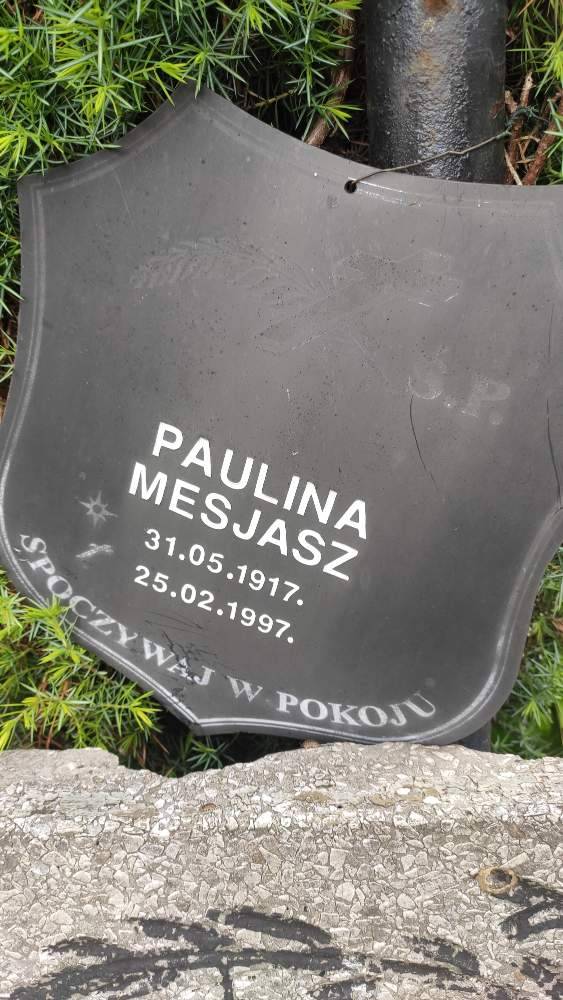 Ś.P.
PAULINA
MESJASZ
31.05.1917.
25.02.1997.
SPOCZYWAJ W POKOJU